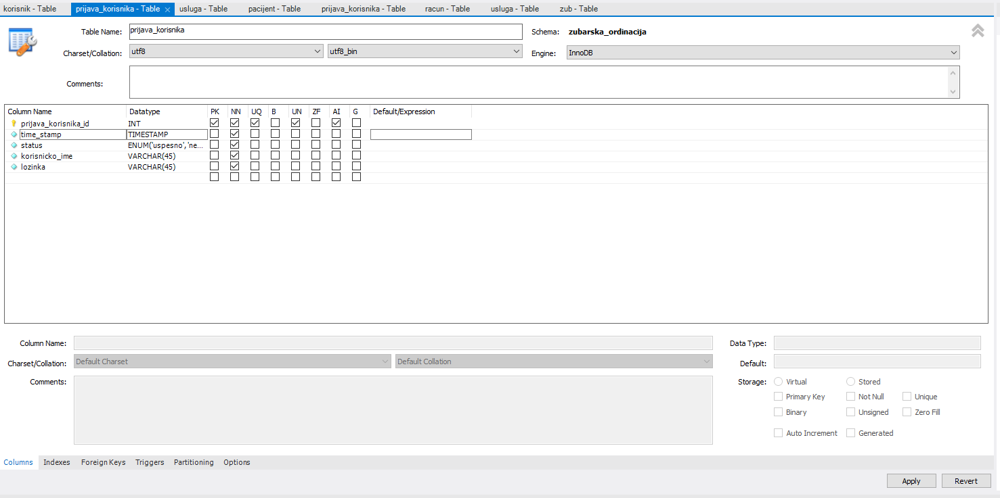 korisnik - Table prijava_korisnika - Table usluga - Table pacijent - Table prijava_korisnika - Table racun - Table usluga - Table zub - Table
Table Name: prijava_korisnika Schema: zubarska_ordinacija
Charset/Collation: utf8 utf8_bin Engine: InnoDB
Comments:
Column Name Datatype PK NN UQ B UN ZF AI G Default/Expression
prijava_korisnika_id INT
time_stamp TIMESTAMP
status ENUM('uspesno','ne...
korisnicko_ime VARCHAR(45)
lozinka VARCHAR(45)
Column Name: Data Type:
Charset/Collation: Default Charset Default Collation Default:
Comments: Storage: Virtual Stored
Primary Key Not Null Unique
Binary Unsigned Zero Fill
Auto Increment Generated
Columns Indexes Foreign Keys Triggers Partitioning Options
Apply Revert